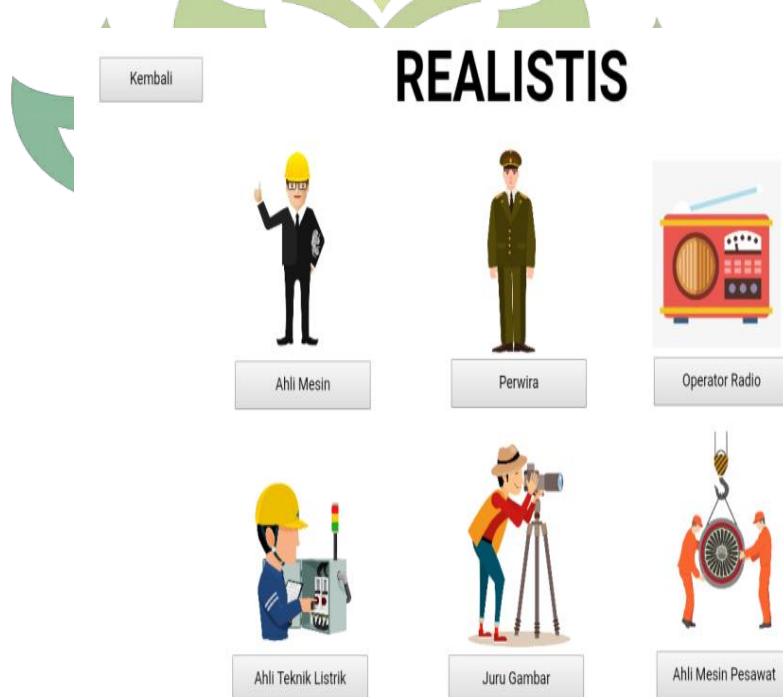 Kembali
REALISTIS
Ahli Mesin
Perwira
Operator Radio
Ahli Teknik Listrik
Juru Gambar
Ahli Mesin Pesawat